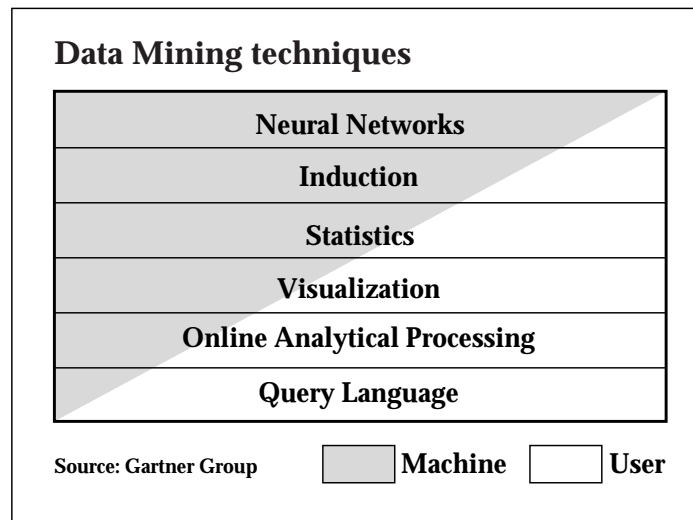 Data Mining techniques
Neural Networks
Induction
Statistics
Visualization
Online Analytical Processing
Query Language
Source: Gartner Group
Machine
User